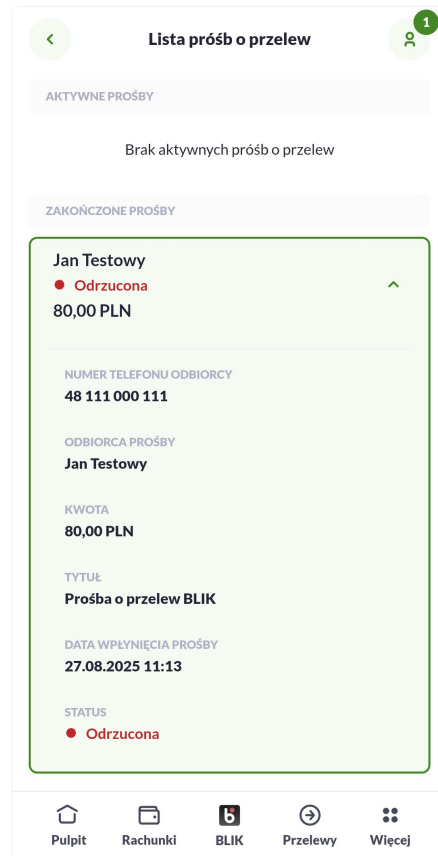 1
Lista próśb o przelew
AKTYWNE PROŚBY
Brak aktywnych próśb o przelew
ZAKOŃCZONE PROŚBY
Jan Testowy
Odrzucona
80,00 PLN
NUMER TELEFONU ODBIORCY
48 111 000 111
ODBIORCA PROŚBY
Jan Testowy
KWOTA
80,00 PLN
TYTUŁ
Prośba o przelew BLIK
DATA WPŁYNIĘCIA PROŚBY
27.08.2025 11:13
STATUS
Odrzucona
Pulpit Rachunki BLIK Przelewy Więcej